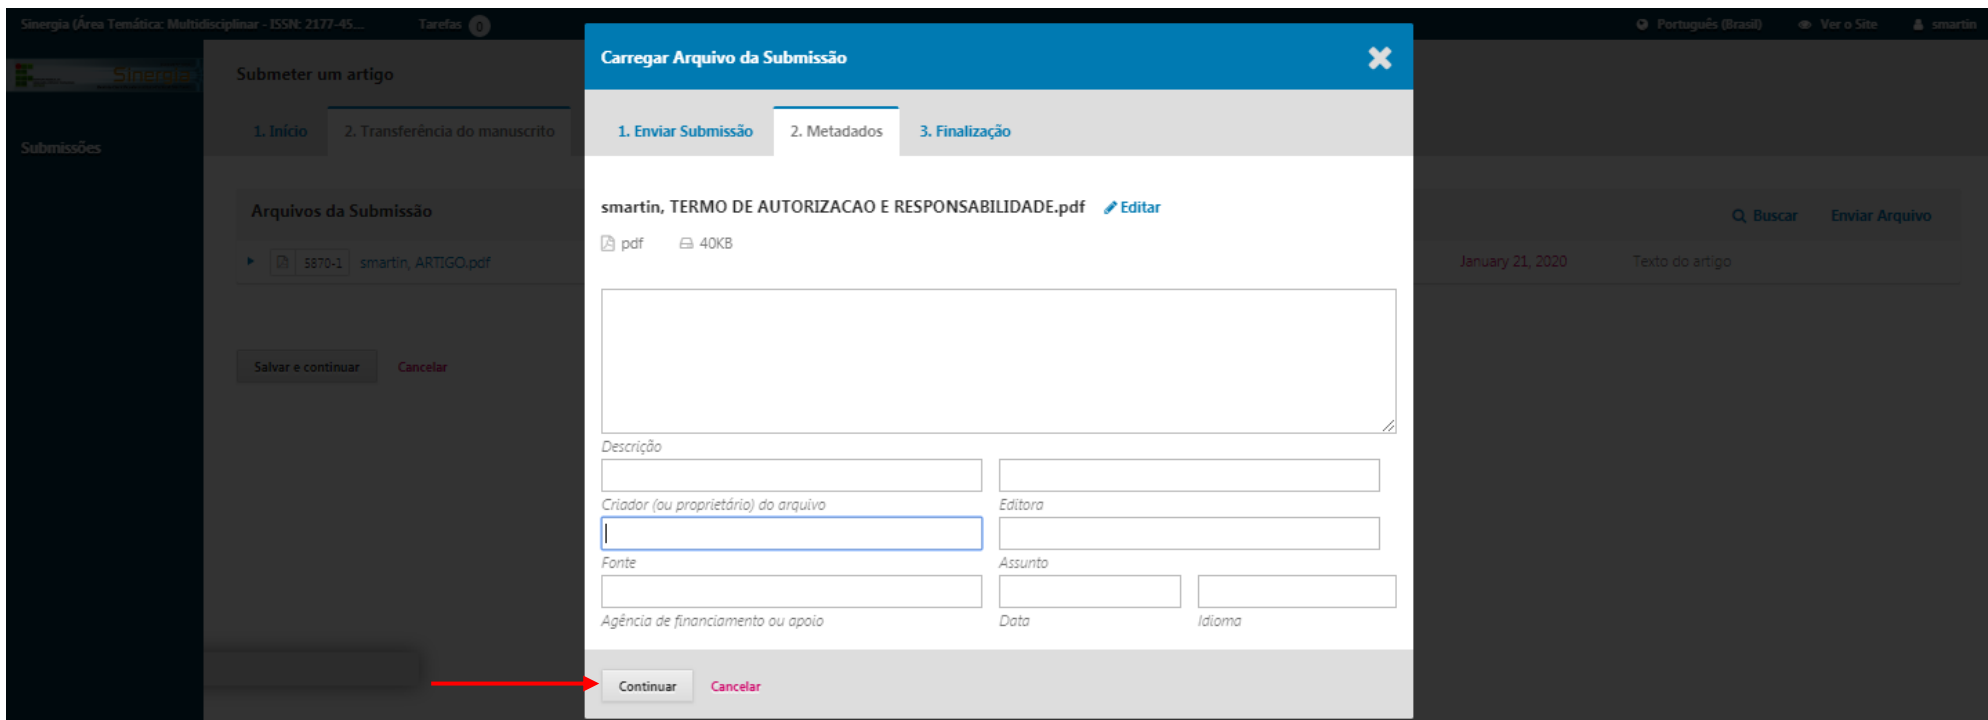 Sinergia (Área Temática: Multidisciplinar - ISSN: 2177-45... Tarefas 0 Português (Brasil) Ver o Site smartin
Sinergia
Submissões
Submeter um artigo
1. Início 2. Transferência do manuscrito
Arquivos da Submissão Buscar Enviar Arquivo
5870-1 smartin, ARTIGO.pdf January 21, 2020 Texto do artigo
Salvar e continuar Cancelar
Carregar Arquivo da Submissão
1. Enviar Submissão 2. Metadados 3. Finalização
smartin, TERMO DE AUTORIZACAO E RESPONSABILIDADE.pdf Editar
pdf 40KB
Descrição
Criador (ou proprietário) do arquivo Editora
Fonte Assunto
Agência de financiamento ou apoio Data Idioma
Continuar Cancelar